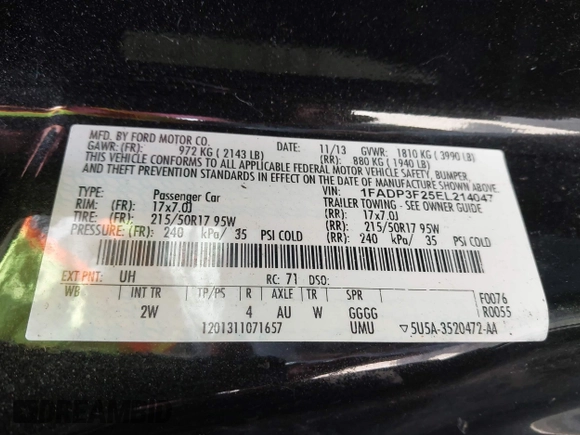 MFD. BY FORD MOTOR CO.
DATE: 11/13 GVWR: 1810 KG ( 3990 LB)
GAWR: (FR): 972 KG ( 2143 LB) (RR): 880 KG ( 1940 LB)
THIS VEHICLE CONFORMS TO ALL APPLICABLE FEDERAL MOTOR VEHICLE SAFETY, BUMPER,
AND THEFT PREVENTION STANDARDS IN EFFECT ON THE DATE OF MANUFACTURE SHOWN ABOVE.
VIN: 1FADP3F25EL214047
TYPE: Passenger Car TRAILER TOWING - SEE OWNER GUIDE
RIM: (FR): 17x7.0J (RR): 17x7.0J
TIRE: (FR): 215/50R17 95W (RR): 215/50R17 95W
PRESSURE: (FR): 240 kPa/ 35 PSI COLD (RR): 240 kPa/ 35 PSI COLD
EXT PNT: UH RC: 71 DSO:
WB INT TR TP/PS R AXLE TR SPR F0076
2W 4 AU W GGGG R0055
1201311071657 UMU ▽5U5A-3520472-AA
DREAMBID